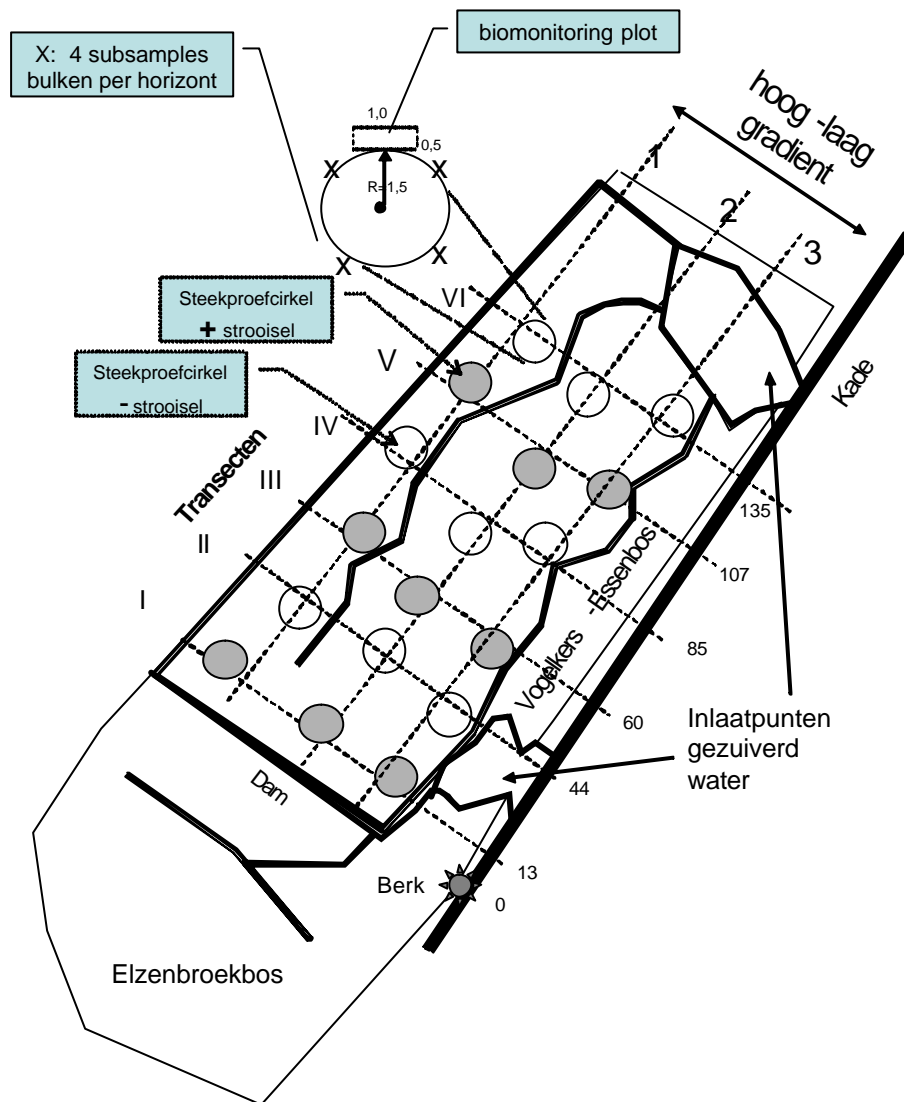 biomonitoring plot
X: 4 subsamples
bulken per horizont
1,0
0,5
R=1,5
X
X
X
X
hoog -laag
gradient
1
2
3
Steekproefcirkel
+ strooisel
Steekproefcirkel
- strooisel
VI
V
IV
III
II
I
Transecten
Kade
135
107
85
60
44
13
0
Vogelkers -Essenbos
Inlaatpunten
gezuiverd
water
Dam
Berk
Elzenbroekbos